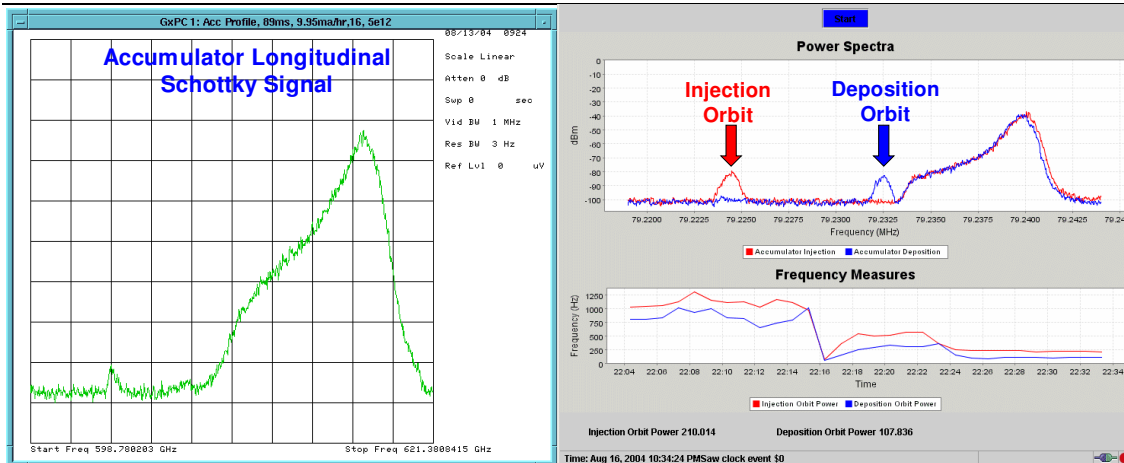 GxPC 1: Acc Profile, 89ms, 9.95ma/hr,16, 5e12
Accumulator Longitudinal
Schottky Signal
08/13/04 0924
Scale Linear
Atten 0 dB
Swp 0 sec
Vid BW 1 MHz
Res BW 3 Hz
Ref Lvl 0 uV
Start Freq 598.780203 GHz
Stop Freq 621.3808415 GHz
Start
Power Spectra
Injection
Orbit
Deposition
Orbit
dBm
0
-10
-20
-30
-40
-50
-60
-70
-80
-90
-100
79.2200 79.2225 79.2250 79.2275 79.2300 79.2325 79.2350 79.2375 79.2400 79.2425 79.24
Frequency (MHz)
Accumulator Injection Accumulator Deposition
Frequency Measures
Frequency (Hz)
1250
1000
750
500
250
0
22:04 22:06 22:08 22:10 22:12 22:14 22:16 22:18 22:20 22:22 22:24 22:26 22:28 22:30 22:32 22:34
Time
Injection Orbit Power Deposition Orbit Power
Injection Orbit Power 210.014 Deposition Orbit Power 107.836
Time: Aug 16, 2004 10:34:24 PMSaw clock event $0